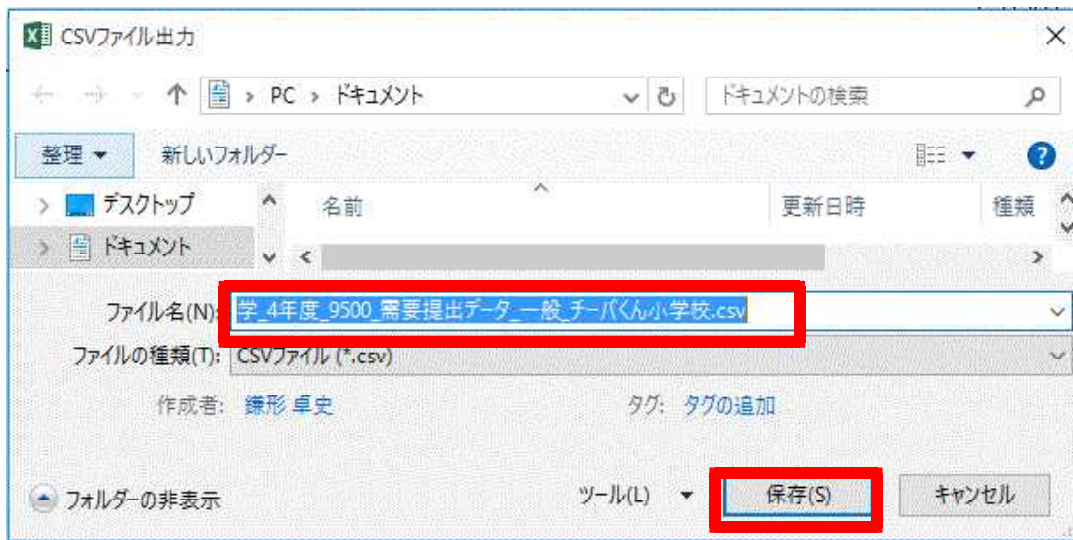 CSVファイル出力
PC > ドキュメント
ドキュメントの検索
整理
新しいフォルダー
デスクトップ
名前
更新日時
種類
ドキュメント
ファイル名(N):
学_4年度_9500_需要提出データ_一般_チーバくん小学校.csv
ファイルの種類(T):
CSVファイル (*.csv)
作成者: 鎌形 卓史
タグ: タグの追加
フォルダーの非表示
ツール(L)
保存(S)
キャンセル